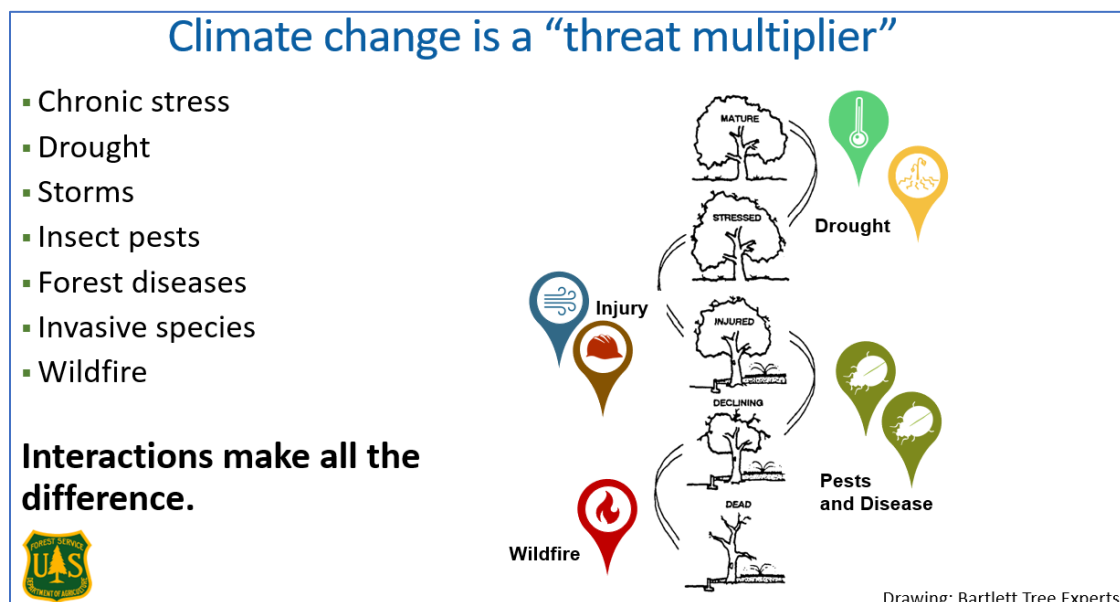 Climate change is a “threat multiplier”
▪ Chronic stress
▪ Drought
▪ Storms
▪ Insect pests
▪ Forest diseases
▪ Invasive species
▪ Wildfire
Interactions make all the
difference.
FOREST SERVICE
U S
DEPARTMENT OF AGRICULTURE
MATURE
Drought
STRESSED
Injury
INJURED
DECLINING
Pests
and Disease
DEAD
Wildfire
Drawing: Bartlett Tree Experts